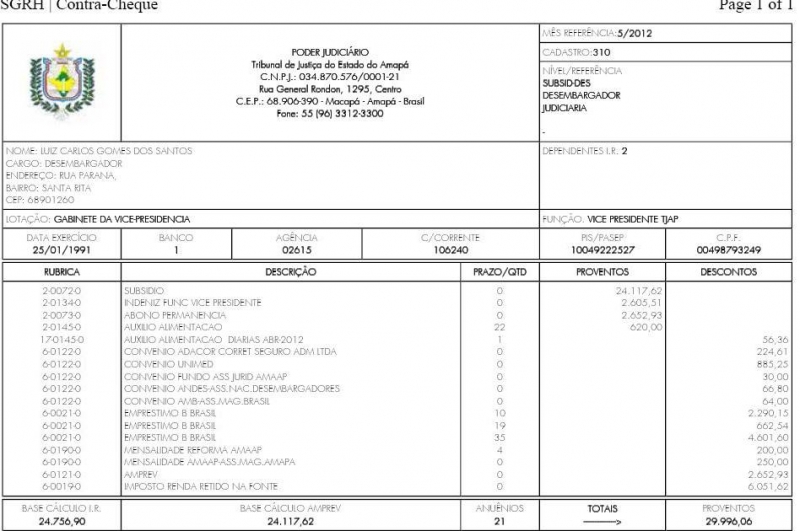 SGRH | Contra-Cheque
Page 1 of 1
PODER JUDICIÁRIO
Tribunal de Justiça do Estado do Amapá
C.N.P.J.: 034.870.576/0001-21
Rua General Rondon, 1295, Centro
C.E.P.: 68.906-390 - Macapá - Amapá - Brasil
Fone: 55 (96) 3312-3300
MÊS REFERÊNCIA: 5/2012
CADASTRO: 310
NÍVEL/REFERÊNCIA
SUBSID-DES
DESEMBARGADOR
JUDICIARIA
-
NOME: LUIZ CARLOS GOMES DOS SANTOS
CARGO: DESEMBARGADOR
ENDEREÇO: RUA PARANA,
BAIRRO: SANTA RITA
CEP: 68901260
DEPENDENTES I.R. 2
LOTAÇÃO: GABINETE DA VICE-PRESIDENCIA
FUNÇÃO. VICE PRESIDENTE TJAP
DATA EXERCÍCIO BANCO AGÊNCIA C/CORRENTE PIS/PASEP C.P.F.
25/01/1991 1 02615 106240 10049222527 00498793249
RUBRICA DESCRIÇÃO PRAZO/QTD PROVENTOS DESCONTOS
2-0072-0 SUBSIDIO 0 24.117,62
2-0134-0 INDENIZ FUNC VICE PRESIDENTE 0 2.605,51
2-0073-0 ABONO PERMANENCIA 0 2.652,93
2-0145-0 AUXILIO ALIMENTACAO 22 620,00
17-0145-0 AUXILIO ALIMENTACAO DIARIAS ABR-2012 1 56,36
6-0122-0 CONVENIO ADACOR CORRET SEGURO ADM LTDA 0 224,61
6-0122-0 CONVENIO UNIMED 0 885,25
6-0122-0 CONVENIO FUNDO ASS JURID AMAAP 0 30,00
6-0122-0 CONVENIO ANDES-ASS.NAC.DESEMBARGADORES 0 66,80
6-0122-0 CONVENIO AMB-ASS.MAG.BRASIL 0 64,00
6-0021-0 EMPRESTIMO B BRASIL 10 2.290,15
6-0021-0 EMPRESTIMO B BRASIL 19 662,54
6-0021-0 EMPRESTIMO B BRASIL 35 4.601,60
6-0190-0 MENSALIDADE REFORMA AMAAP 4 200,00
6-0190-0 MENSALIDADE AMAAP-ASS.MAG.AMAPA 0 250,00
6-0121-0 AMPREV 0 2.652,93
6-0019-0 IMPOSTO RENDA RETIDO NA FONTE 0 6.051,62
BASE CÁLCULO I.R. BASE CÁLCULO AMPREV ANUÊNIOS TOTAIS PROVENTOS
24.756,90 24.117,62 21 ———> 29.996,06